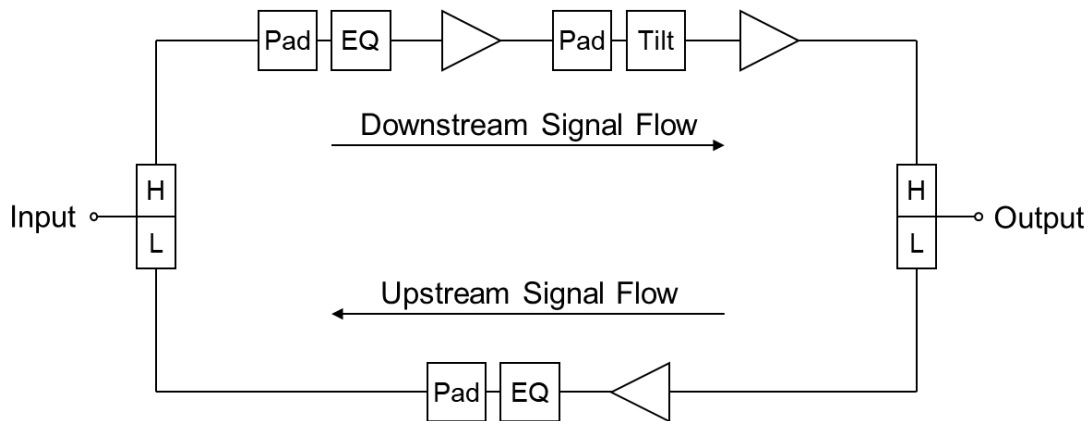 Pad
EQ
Pad
Tilt
Downstream Signal Flow
H
H
Input
Output
L
L
Upstream Signal Flow
Pad
EQ